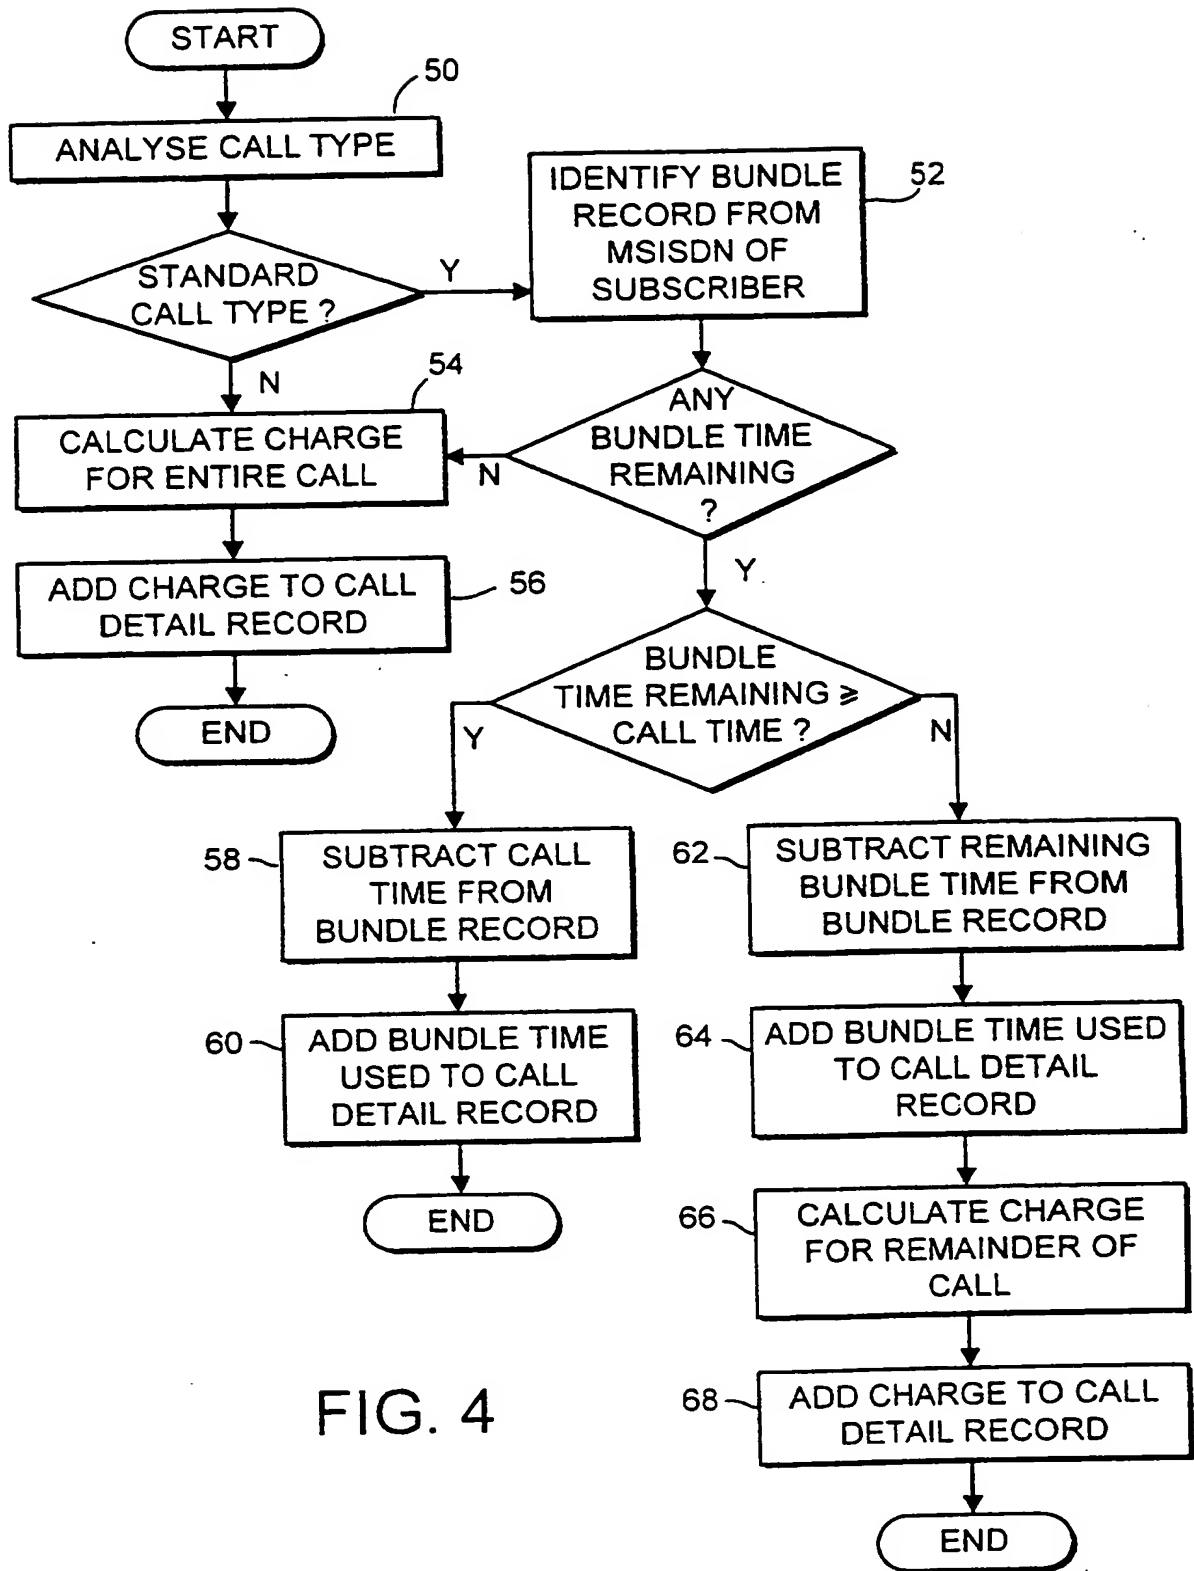 START
50
ANALYSE CALL TYPE
IDENTIFY BUNDLE
RECORD FROM
MSISDN OF
SUBSCRIBER
52
STANDARD
CALL TYPE ?
Y
N
54
CALCULATE CHARGE
FOR ENTIRE CALL
ANY
BUNDLE TIME
REMAINING
?
N
Y
ADD CHARGE TO CALL
DETAIL RECORD
56
END
BUNDLE
TIME REMAINING ⩾
CALL TIME ?
Y
N
58
SUBTRACT CALL
TIME FROM
BUNDLE RECORD
62
SUBTRACT REMAINING
BUNDLE TIME FROM
BUNDLE RECORD
60
ADD BUNDLE TIME
USED TO CALL
DETAIL RECORD
64
ADD BUNDLE TIME USED
TO CALL DETAIL
RECORD
END
66
CALCULATE CHARGE
FOR REMAINDER OF
CALL
68
ADD CHARGE TO CALL
DETAIL RECORD
END
FIG. 4